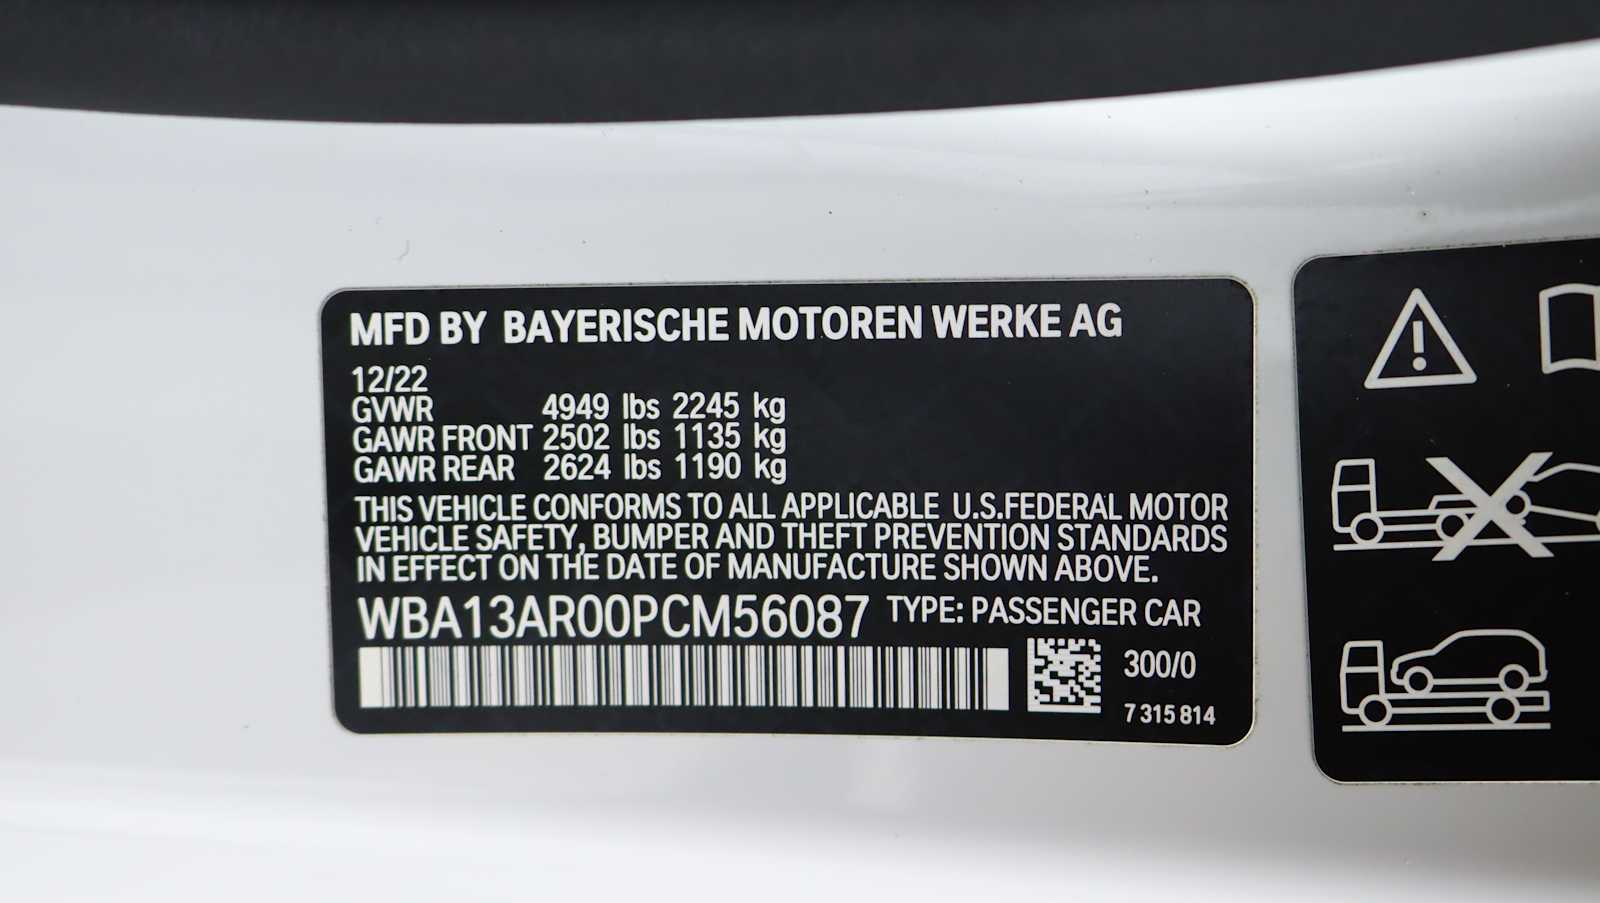 MFD BY BAYERISCHE MOTOREN WERKE AG
12/22
GVWR 4949 lbs 2245 kg
GAWR FRONT 2502 lbs 1135 kg
GAWR REAR 2624 lbs 1190 kg
THIS VEHICLE CONFORMS TO ALL APPLICABLE U.S.FEDERAL MOTOR
VEHICLE SAFETY, BUMPER AND THEFT PREVENTION STANDARDS
IN EFFECT ON THE DATE OF MANUFACTURE SHOWN ABOVE.
WBA13AR00PCM56087 TYPE: PASSENGER CAR
300/0
7 315 814